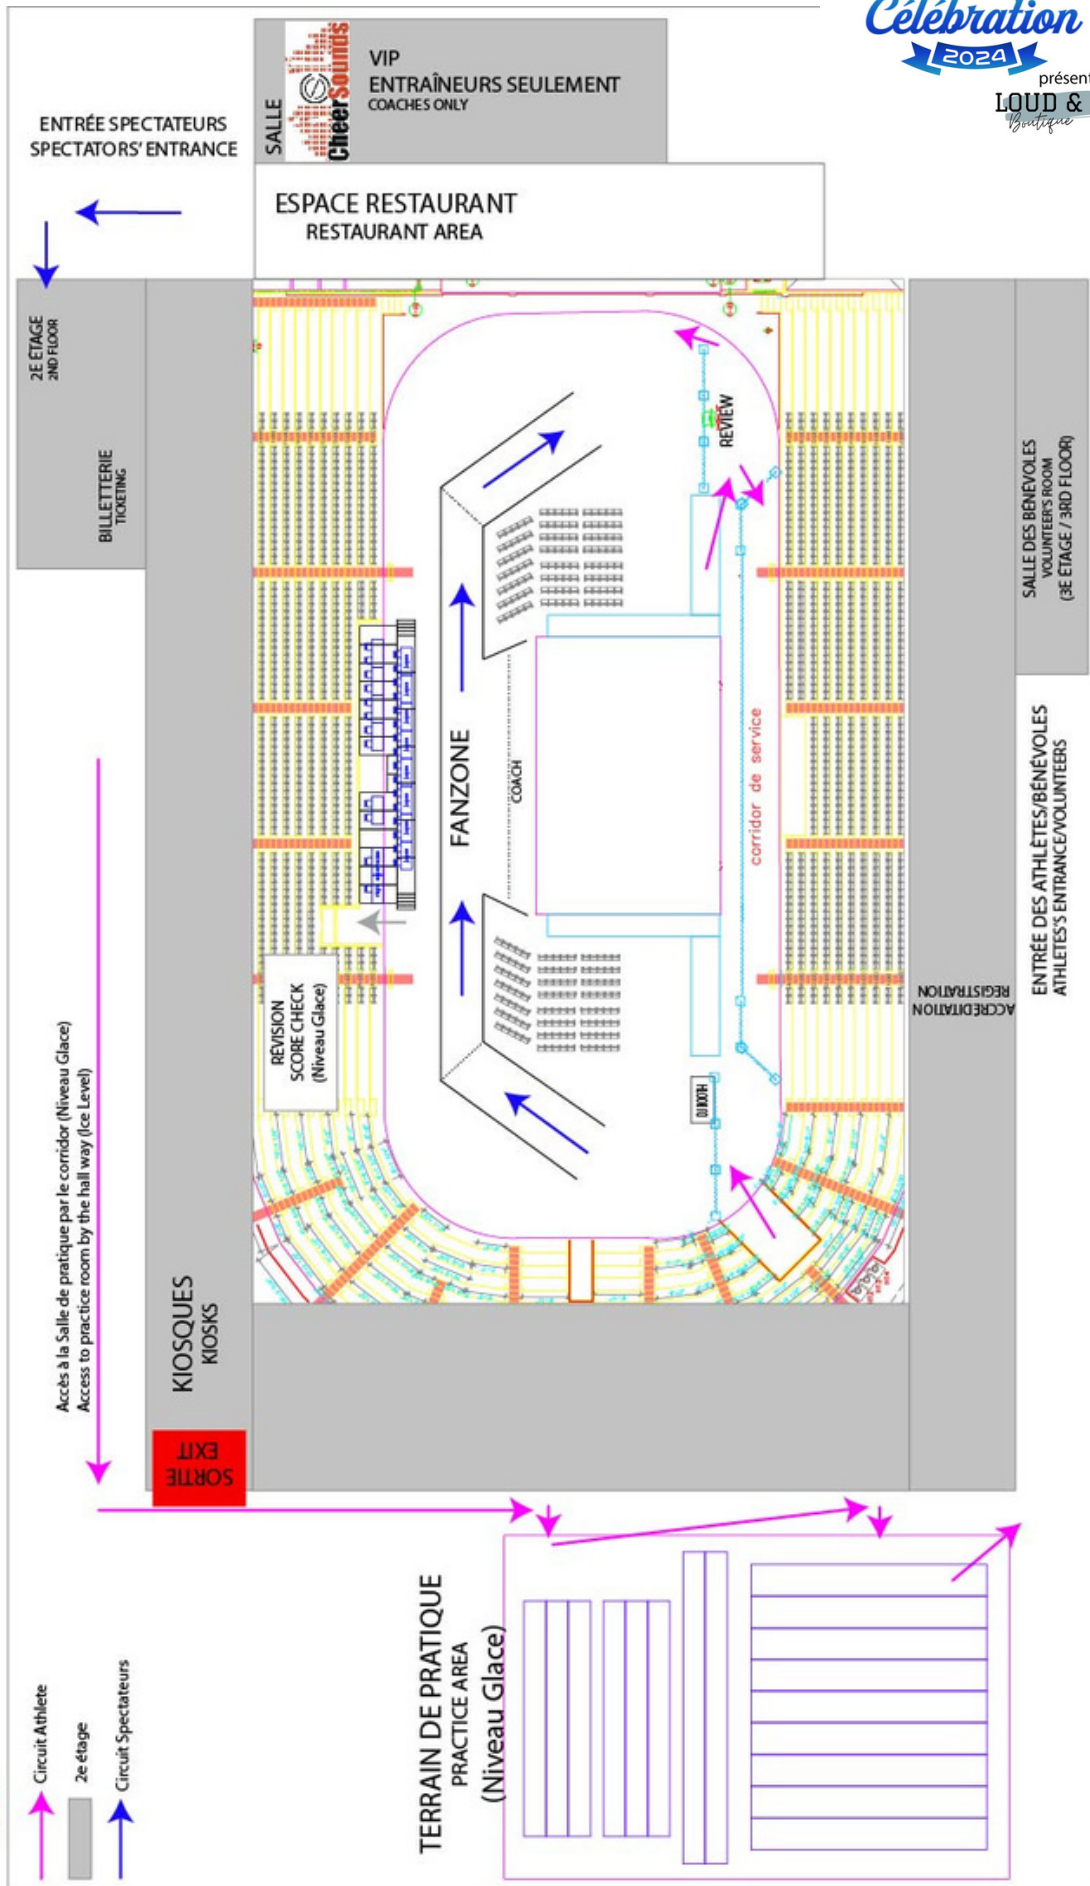 Célébration
2024
présent
LOUD &
Boutique
SALLE
CheerSounds
VIP
ENTRAÎNEURS SEULEMENT
COACHES ONLY
ENTRÉE SPECTATEURS
SPECTATORS' ENTRANCE
ESPACE RESTAURANT
RESTAURANT AREA
2E ÉTAGE
2ND FLOOR
BILLETTERIE
TICKETING
REVIEW
SALLE DES BÉNÉVOLES
VOLUNTEER'S ROOM
(3E ÉTAGE / 3RD FLOOR)
FANZONE
COACH
corridor de service
ENTRÉE DES ATHLÈTES/BÉNÉVOLES
ATHLETES'S ENTRANCE/VOLUNTEERS
ACCRÉDITATION
REGISTRATION
RÉVISION
SCORE CHECK
(Niveau Glace)
Accès à la Salle de pratique par le corridor (Niveau Glace)
Access to practice room by the hall way (Ice Level)
KIOSQUES
KIOSKS
SORTIE
EXIT
TERRAIN DE PRATIQUE
PRACTICE AREA
(Niveau Glace)
Circuit Athlete
2e étage
Circuit Spectateurs